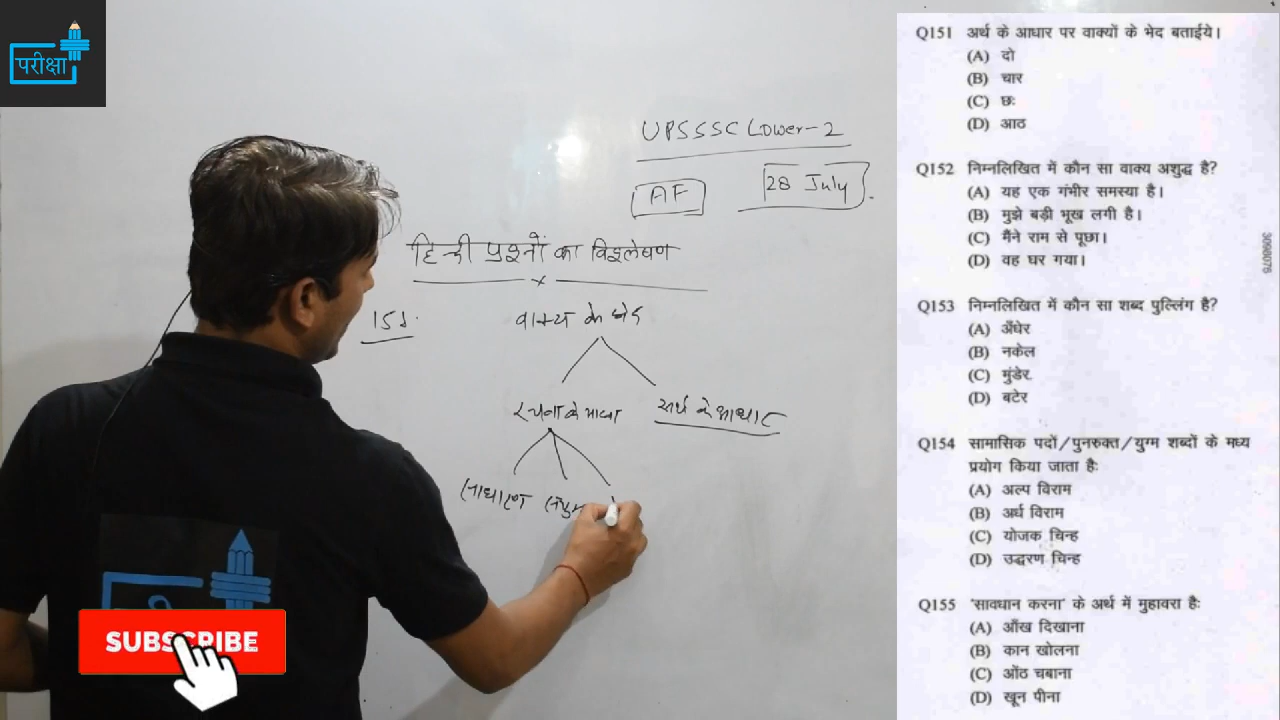 परीक्षा
UPSSSC Lower-2
AF
28 July
हिन्दी प्रश्नों का विश्लेषण
151.
वाक्य के भेद
रचना के
अर्थ के आधार
साधारण
SUBSCRIBE
Q151 अर्थ के आधार पर वाक्यों के भेद बताईये।
(A) दो
(B) चार
(C) छः
(D) आठ
Q152 निम्नलिखित में कौन सा वाक्य अशुद्ध है?
(A) यह एक गंभीर समस्या है।
(B) मुझे बड़ी भूख लगी है।
(C) मैंने राम से पूछा।
(D) वह घर गया।
3098075
Q153 निम्नलिखित में कौन सा शब्द पुल्लिंग है?
(A) अँधेर
(B) नकेल
(C) मुंडेर
(D) बटेर
Q154 सामासिक पदों/पुनरुक्त/युग्म शब्दों के मध्य
प्रयोग किया जाता हैः
(A) अल्प विराम
(B) अर्ध विराम
(C) योजक चिन्ह
(D) उद्धरण चिन्ह
Q155 'सावधान करना' के अर्थ में मुहावरा हैः
(A) आँख दिखाना
(B) कान खोलना
(C) ओंठ चबाना
(D) खून पीना